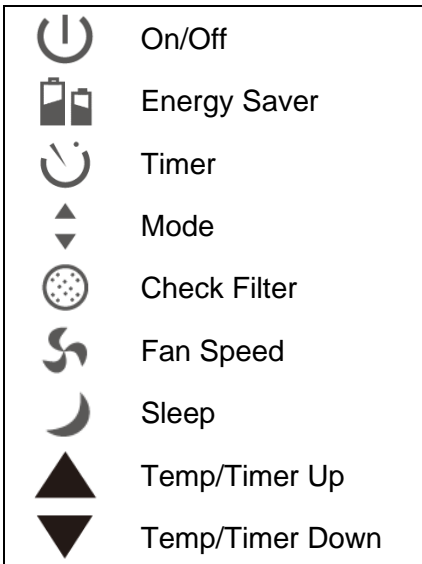 On/Off
Energy Saver
Timer
Mode
Check Filter
Fan Speed
Sleep
Temp/Timer Up
Temp/Timer Down